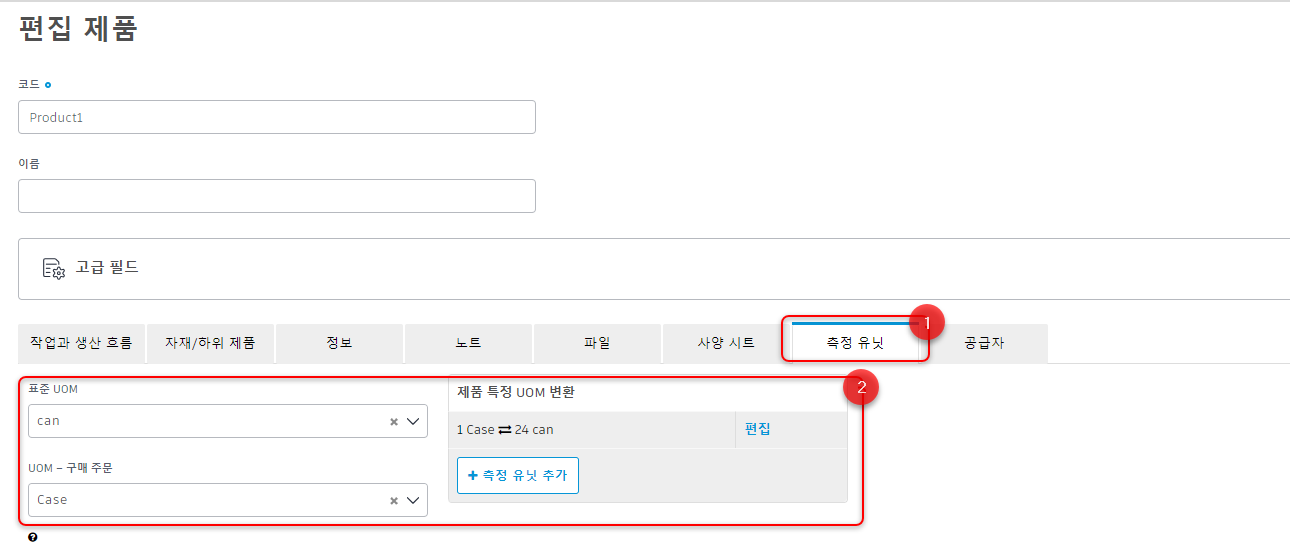 편집 제품
코드
Product1
이름
고급 필드
작업과 생산 흐름 자재/하위 제품 정보 노트 파일 사양 시트 측정 유닛 공급자
1
2
표준 UOM
can
UOM – 구매 주문
Case
제품 특정 UOM 변환
1 Case ⇄ 24 can 편집
+ 측정 유닛 추가
?